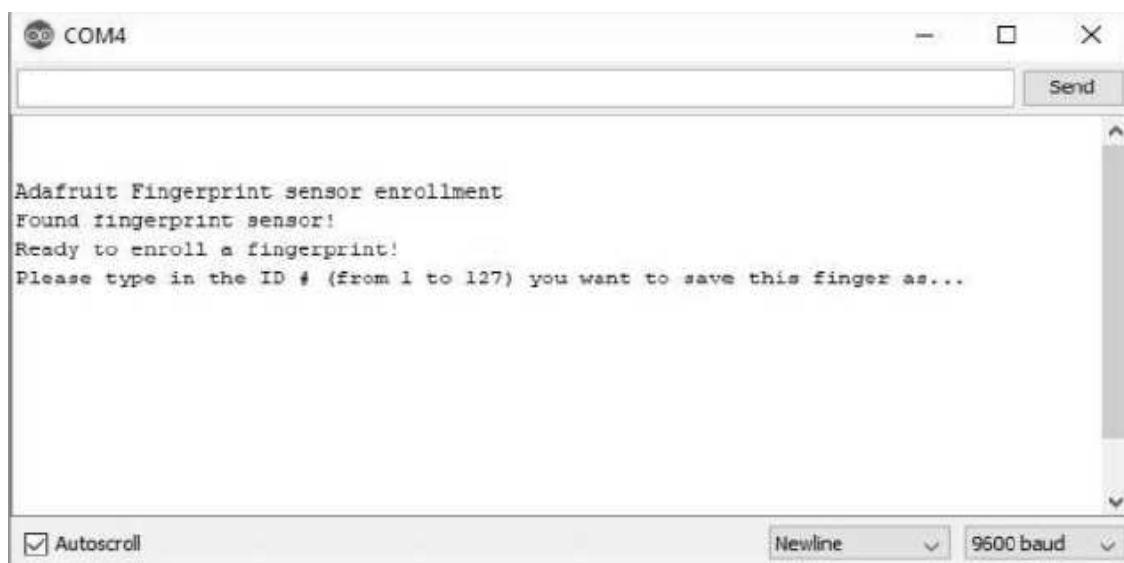 COM4
Send
Adafruit Fingerprint sensor enrollment
Found fingerprint sensor!
Ready to enroll a fingerprint!
Please type in the ID # (from 1 to 127) you want to save this finger as...
Autoscroll
Newline
9600 baud